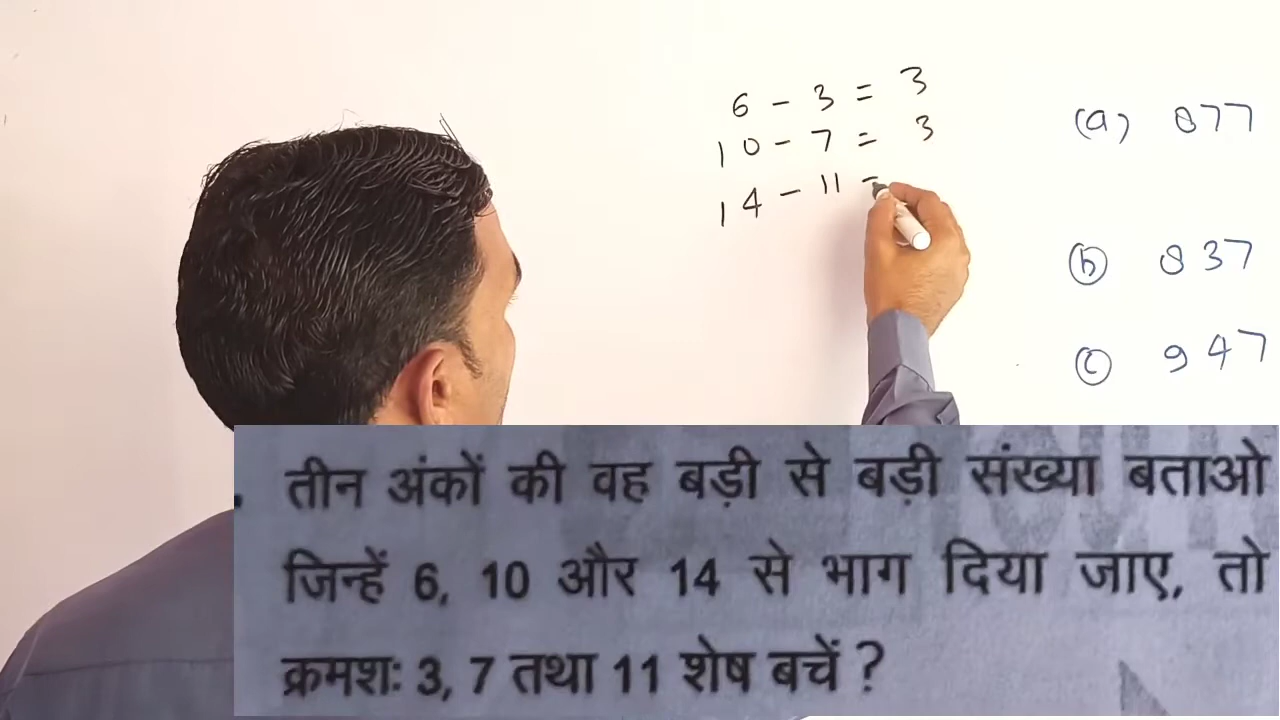 6 - 3 = 3
10 - 7 = 3
14 - 11 =
(a) 877
(b) 837
(c) 947
तीन अंकों की वह बड़ी से बड़ी संख्या बताओ
जिन्हें 6, 10 और 14 से भाग दिया जाए, तो
क्रमशः 3, 7 तथा 11 शेष बचें ?